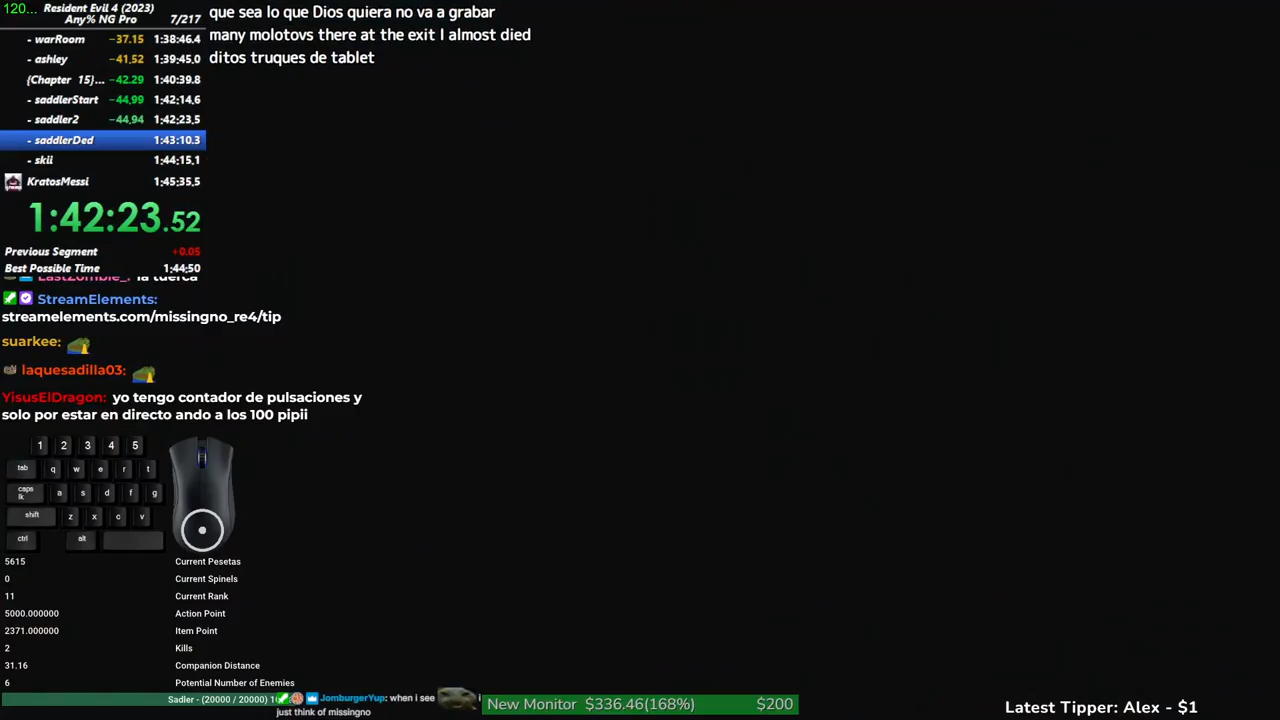 120...
Resident Evil 4 (2023)
Any% NG Pro 7/217
- warRoom -37.15 1:38:46.4
- ashley -41.52 1:39:45.0
{Chapter 15}... -42.29 1:40:39.8
- saddlerStart -44.99 1:42:14.6
- saddler2 -44.94 1:42:23.5
- saddlerDed 1:43:10.3
- skii 1:44:15.1
KratosMessi 1:45:35.5
1:42:23.52
Previous Segment +0.05
Best Possible Time 1:44:50
que sea lo que Dios quiera no va a grabar
many molotovs there at the exit I almost died
ditos truques de tablet
LastZombie_: la tuerca
StreamElements:
streamelements.com/missingno_re4/tip
suarkee:
laquesadilla03:
YisusElDragon: yo tengo contador de pulsaciones y
solo por estar en directo ando a los 100 pipii
1 2 3 4 5
tab q w e r t
caps lk a s d f g
shift z x c v
ctrl alt
5615 Current Pesetas
0 Current Spinels
11 Current Rank
5000.000000 Action Point
2371.000000 Item Point
2 Kills
31.16 Companion Distance
6 Potential Number of Enemies
Sadler - (20000 / 20000)
JomburgerYup: when i see i
just think of missingno
New Monitor $336.46(168%) $200
Latest Tipper: Alex - $1